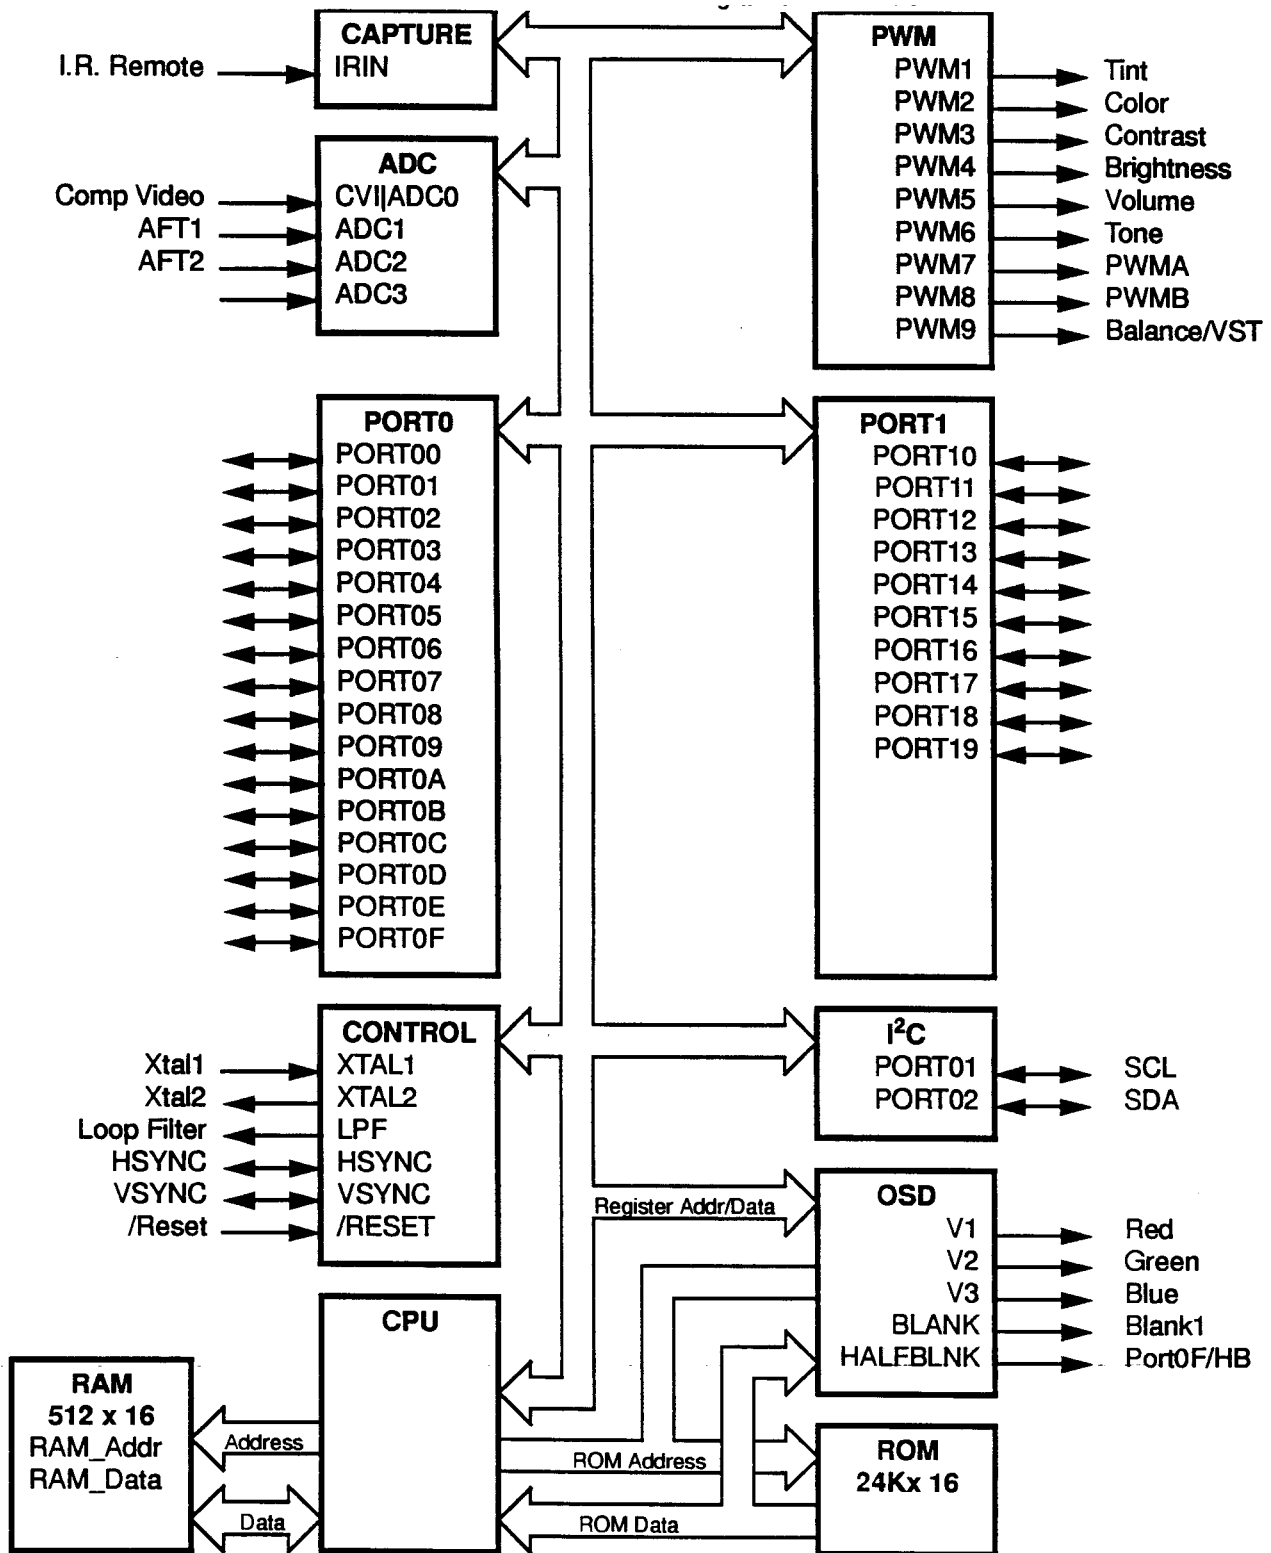 CAPTURE
I.R. Remote IRIN
ADC
Comp Video CVI|ADC0
AFT1 ADC1
AFT2 ADC2
ADC3
PWM
PWM1 Tint
PWM2 Color
PWM3 Contrast
PWM4 Brightness
PWM5 Volume
PWM6 Tone
PWM7 PWMA
PWM8 PWMB
PWM9 Balance/VST
PORT0
PORT00
PORT01
PORT02
PORT03
PORT04
PORT05
PORT06
PORT07
PORT08
PORT09
PORT0A
PORT0B
PORT0C
PORT0D
PORT0E
PORT0F
PORT1
PORT10
PORT11
PORT12
PORT13
PORT14
PORT15
PORT16
PORT17
PORT18
PORT19
CONTROL
Xtal1 XTAL1
Xtal2 XTAL2
Loop Filter LPF
HSYNC HSYNC
VSYNC VSYNC
/Reset /RESET
I²C
PORT01 SCL
PORT02 SDA
Register Addr/Data
OSD
V1 Red
V2 Green
V3 Blue
BLANK Blank1
HALFBLNK Port0F/HB
CPU
RAM
512 x 16
RAM_Addr
RAM_Data
Address
Data
ROM Address
ROM Data
ROM
24Kx 16